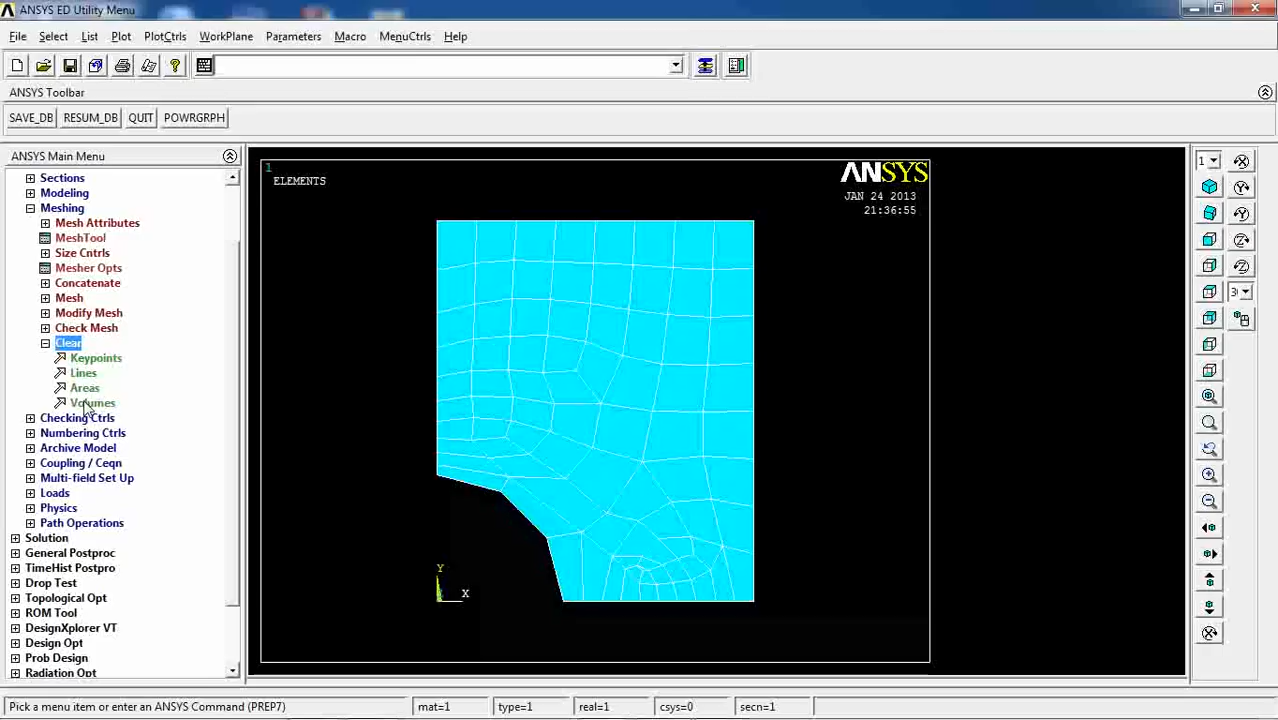 ANSYS ED Utility Menu
File Select List Plot PlotCtrls WorkPlane Parameters Macro MenuCtrls Help
ANSYS Toolbar
SAVE_DB RESUM_DB QUIT POWRGRPH
ANSYS Main Menu
Sections
Modeling
Meshing
Mesh Attributes
MeshTool
Size Cntrls
Mesher Opts
Concatenate
Mesh
Modify Mesh
Check Mesh
Clear
Keypoints
Lines
Areas
Volumes
Checking Ctrls
Numbering Ctrls
Archive Model
Coupling / Ceqn
Multi-field Set Up
Loads
Physics
Path Operations
Solution
General Postproc
TimeHist Postpro
Drop Test
Topological Opt
ROM Tool
DesignXplorer VT
Design Opt
Prob Design
Radiation Opt
1
ELEMENTS
ANSYS
JAN 24 2013
21:36:55
Y
X
1
Pick a menu item or enter an ANSYS Command (PREP7)
mat=1 type=1 real=1 csys=0 secn=1